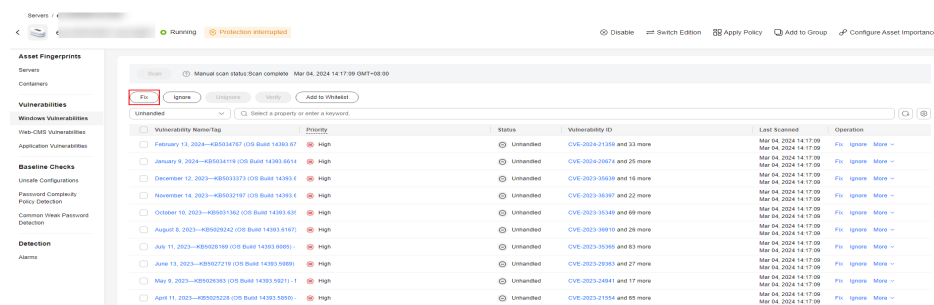 Servers /
Running Protection interrupted Disable Switch Edition Apply Policy Add to Group Configure Asset Importance
Asset Fingerprints
Servers
Containers
Vulnerabilities
Windows Vulnerabilities
Web-CMS Vulnerabilities
Application Vulnerabilities
Baseline Checks
Unsafe Configurations
Password Complexity
Policy Detection
Common Weak Password
Detection
Detection
Alarms
Scan Manual scan status:Scan complete Mar 04, 2024 14:17:09 GMT+08:00
Fix Ignore Unignore Verify Add to Whitelist
Unhandled Select a property or enter a keyword.
Vulnerability Name/Tag Priority Status Vulnerability ID Last Scanned Operation
February 13, 2024—KB5034767 (OS Build 14393.67 High Unhandled CVE-2024-21359 and 33 more Mar 04, 2024 14:17:09 Fix Ignore More
Mar 04, 2024 14:17:09
January 9, 2024—KB5034119 (OS Build 14393.6614 High Unhandled CVE-2024-20674 and 25 more Mar 04, 2024 14:17:09 Fix Ignore More
Mar 04, 2024 14:17:09
December 12, 2023—KB5033373 (OS Build 14393.6 High Unhandled CVE-2023-35639 and 16 more Mar 04, 2024 14:17:09 Fix Ignore More
Mar 04, 2024 14:17:09
November 14, 2023—KB5032197 (OS Build 14393.6 High Unhandled CVE-2023-36397 and 22 more Mar 04, 2024 14:17:09 Fix Ignore More
Mar 04, 2024 14:17:09
October 10, 2023—KB5031362 (OS Build 14393.635 High Unhandled CVE-2023-35349 and 69 more Mar 04, 2024 14:17:09 Fix Ignore More
Mar 04, 2024 14:17:09
August 8, 2023—KB5029242 (OS Build 14393.6167) High Unhandled CVE-2023-36910 and 26 more Mar 04, 2024 14:17:09 Fix Ignore More
Mar 04, 2024 14:17:09
July 11, 2023—KB5028169 (OS Build 14393.6085) - High Unhandled CVE-2023-35365 and 83 more Mar 04, 2024 14:17:09 Fix Ignore More
Mar 04, 2024 14:17:09
June 13, 2023—KB5027219 (OS Build 14393.5989) High Unhandled CVE-2023-29363 and 27 more Mar 04, 2024 14:17:09 Fix Ignore More
Mar 04, 2024 14:17:09
May 9, 2023—KB5026363 (OS Build 14393.5921) - 1 High Unhandled CVE-2023-24941 and 17 more Mar 04, 2024 14:17:09 Fix Ignore More
Mar 04, 2024 14:17:09
April 11, 2023—KB5025228 (OS Build 14393.5850) - High Unhandled CVE-2023-21554 and 65 more Mar 04, 2024 14:17:09 Fix Ignore More
Mar 04, 2024 14:17:09